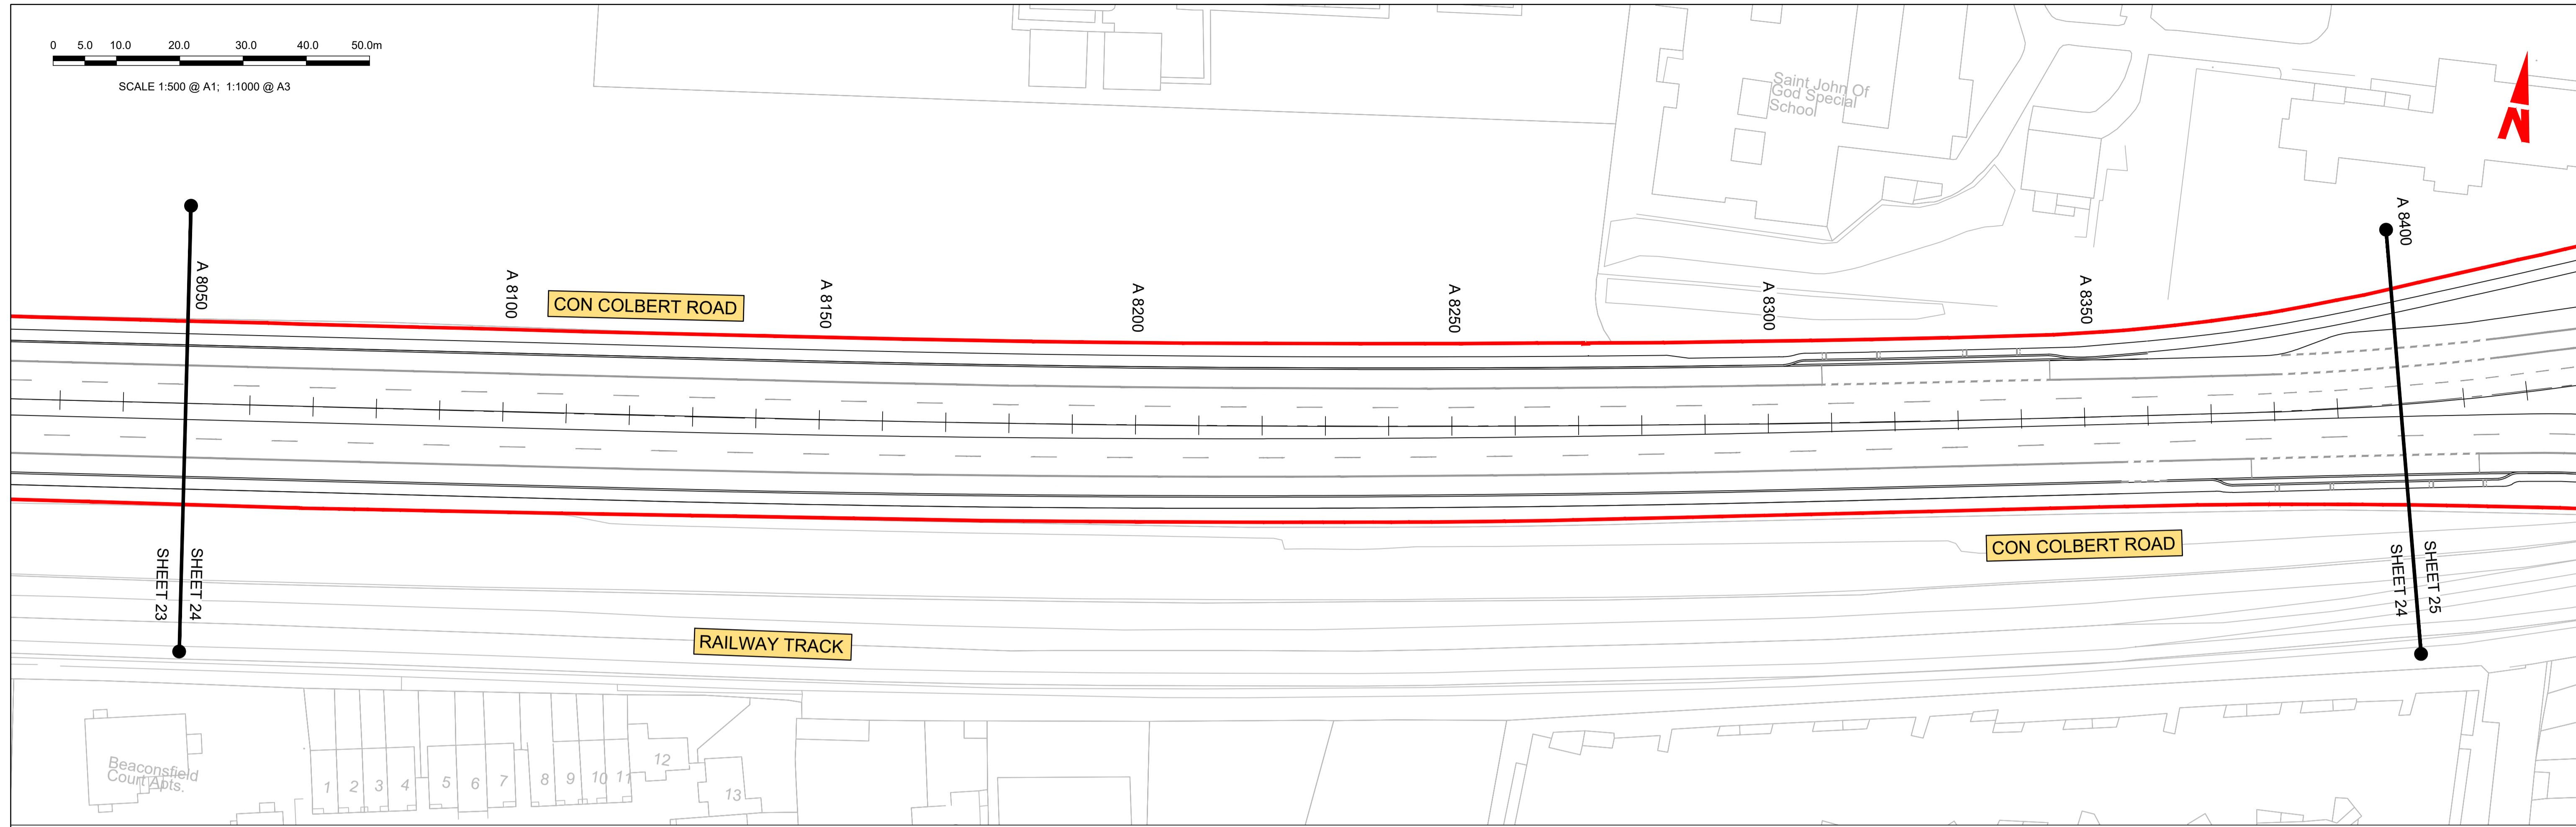 0 5.0 10.0 20.0 30.0 40.0 50.0m
SCALE 1:500 @ A1; 1:1000 @ A3
Saint John Of
God Special
School
N
A 8050
A 8100
CON COLBERT ROAD
A 8150
A 8200
A 8250
A 8300
A 8350
A 8400
SHEET 23
SHEET 24
CON COLBERT ROAD
SHEET 24
SHEET 25
RAILWAY TRACK
Beaconsfield
Court Apts.
1 2 3 4 5 6 7 8 9 10 11 12 13